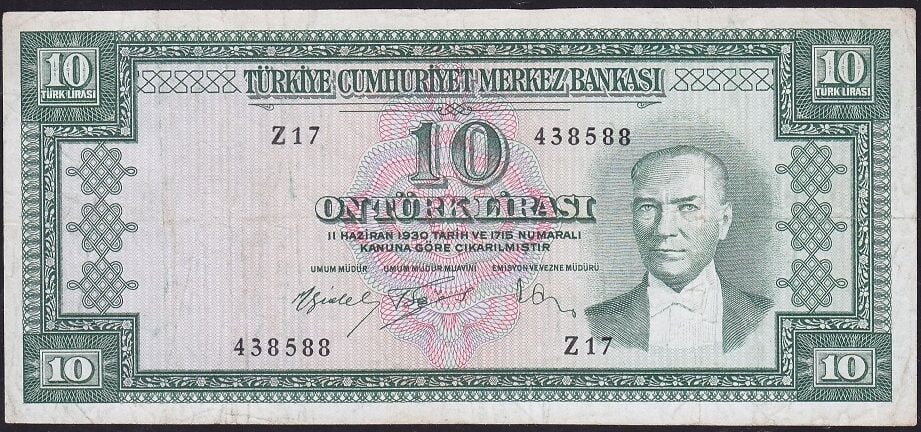 10 10
TÜRK LİRASI TÜRK LİRASI
TÜRKİYE CUMHURİYET MERKEZ BANKASI
Z 17 438588
10
ON TÜRK LİRASI
11 HAZİRAN 1930 TARİH VE 1715 NUMARALI
KANUNA GÖRE ÇIKARILMIŞTIR
UMUM MÜDÜR UMUM MÜDÜR MUAVİNİ EMİSYON VE VEZNE MÜDÜRÜ
438588 Z 17
10 10